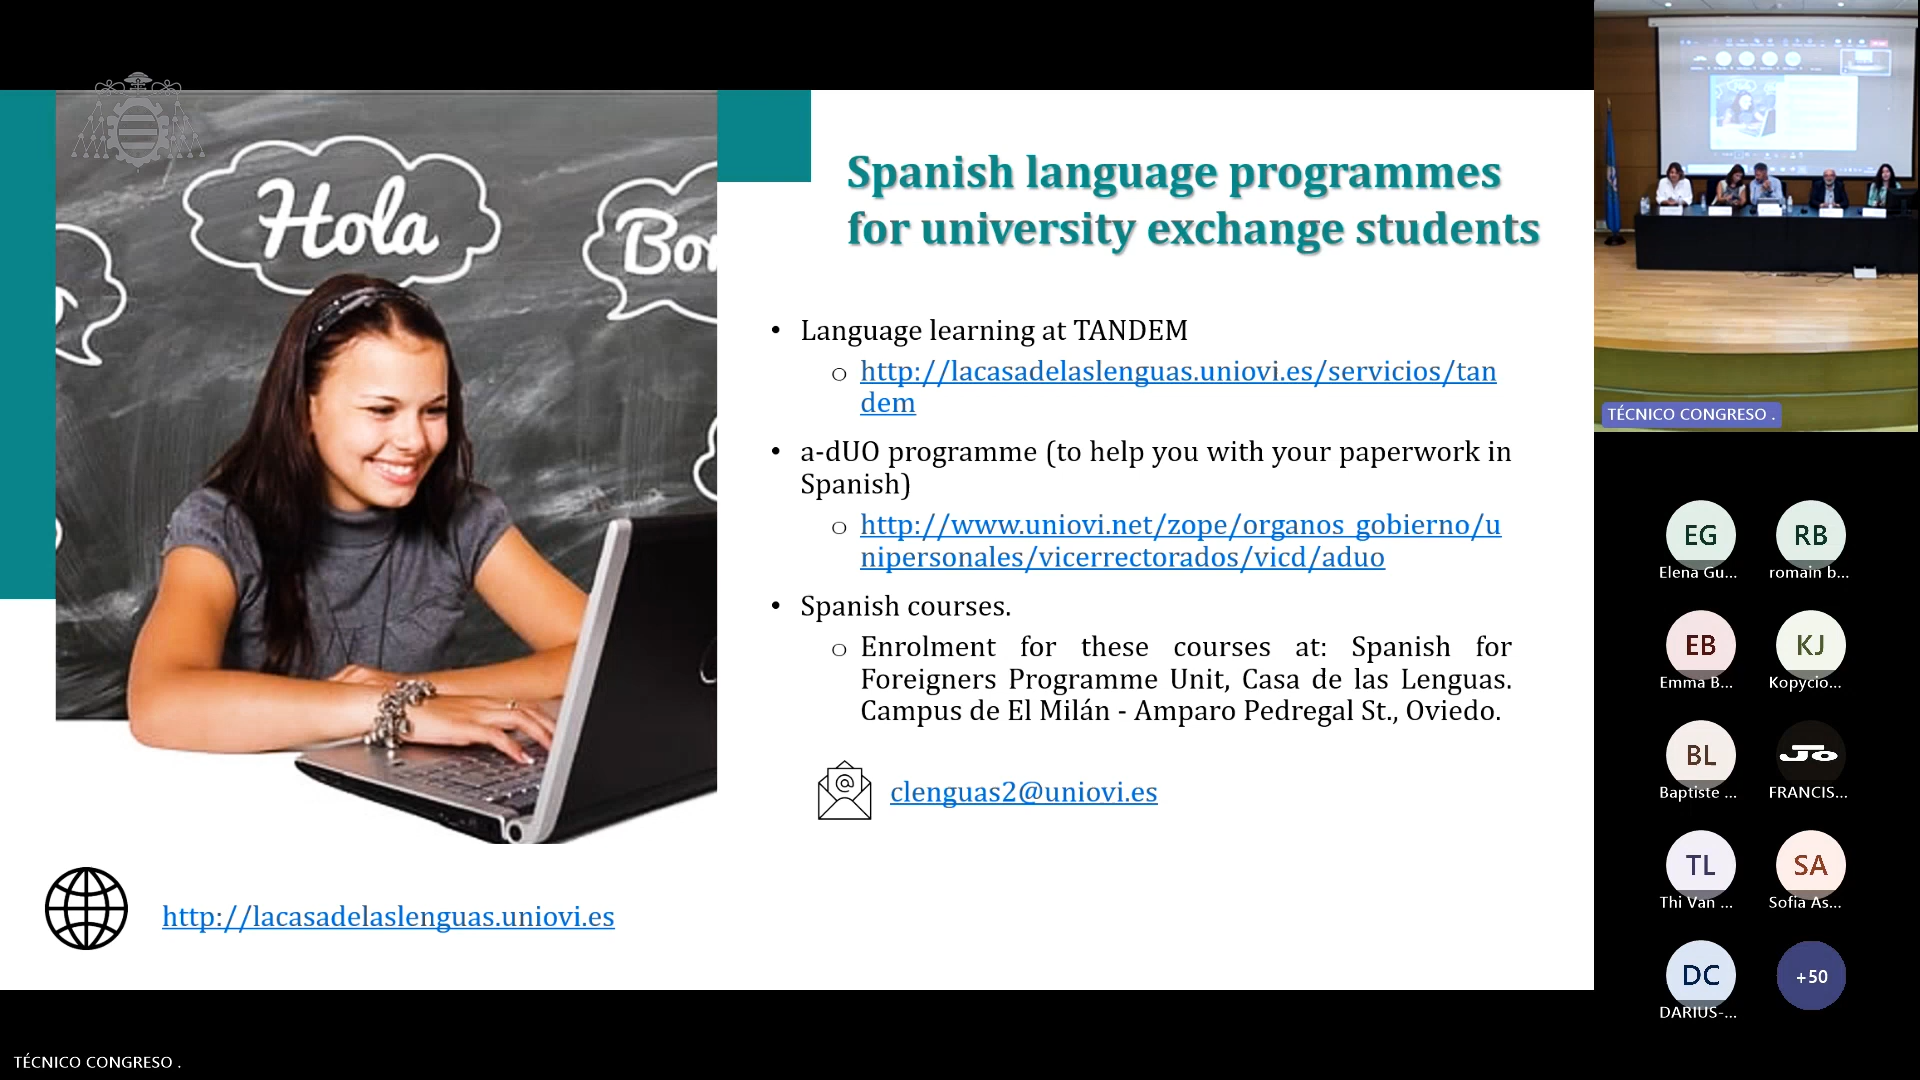 Hola
Spanish language programmes
for university exchange students
• Language learning at TANDEM
○ http://lacasadelaslenguas.uniovi.es/servicios/tan
dem
• a-dUO programme (to help you with your paperwork in
Spanish)
○ http://www.uniovi.net/zope/organos_gobierno/u
nipersonales/vicerrectorados/vicd/aduo
• Spanish courses.
○ Enrolment for these courses at: Spanish for
Foreigners Programme Unit, Casa de las Lenguas.
Campus de El Milán - Amparo Pedregal St., Oviedo.
@
clenguas2@uniovi.es
http://lacasadelaslenguas.uniovi.es
TÉCNICO CONGRESO .
TÉCNICO CONGRESO .
EG
Elena Gu...
RB
romain b...
EB
Emma B...
KJ
Kopycio...
BL
Baptiste ...
Jo
FRANCIS...
TL
Thi Van ...
SA
Sofia As...
DC
DARIUS-...
+50